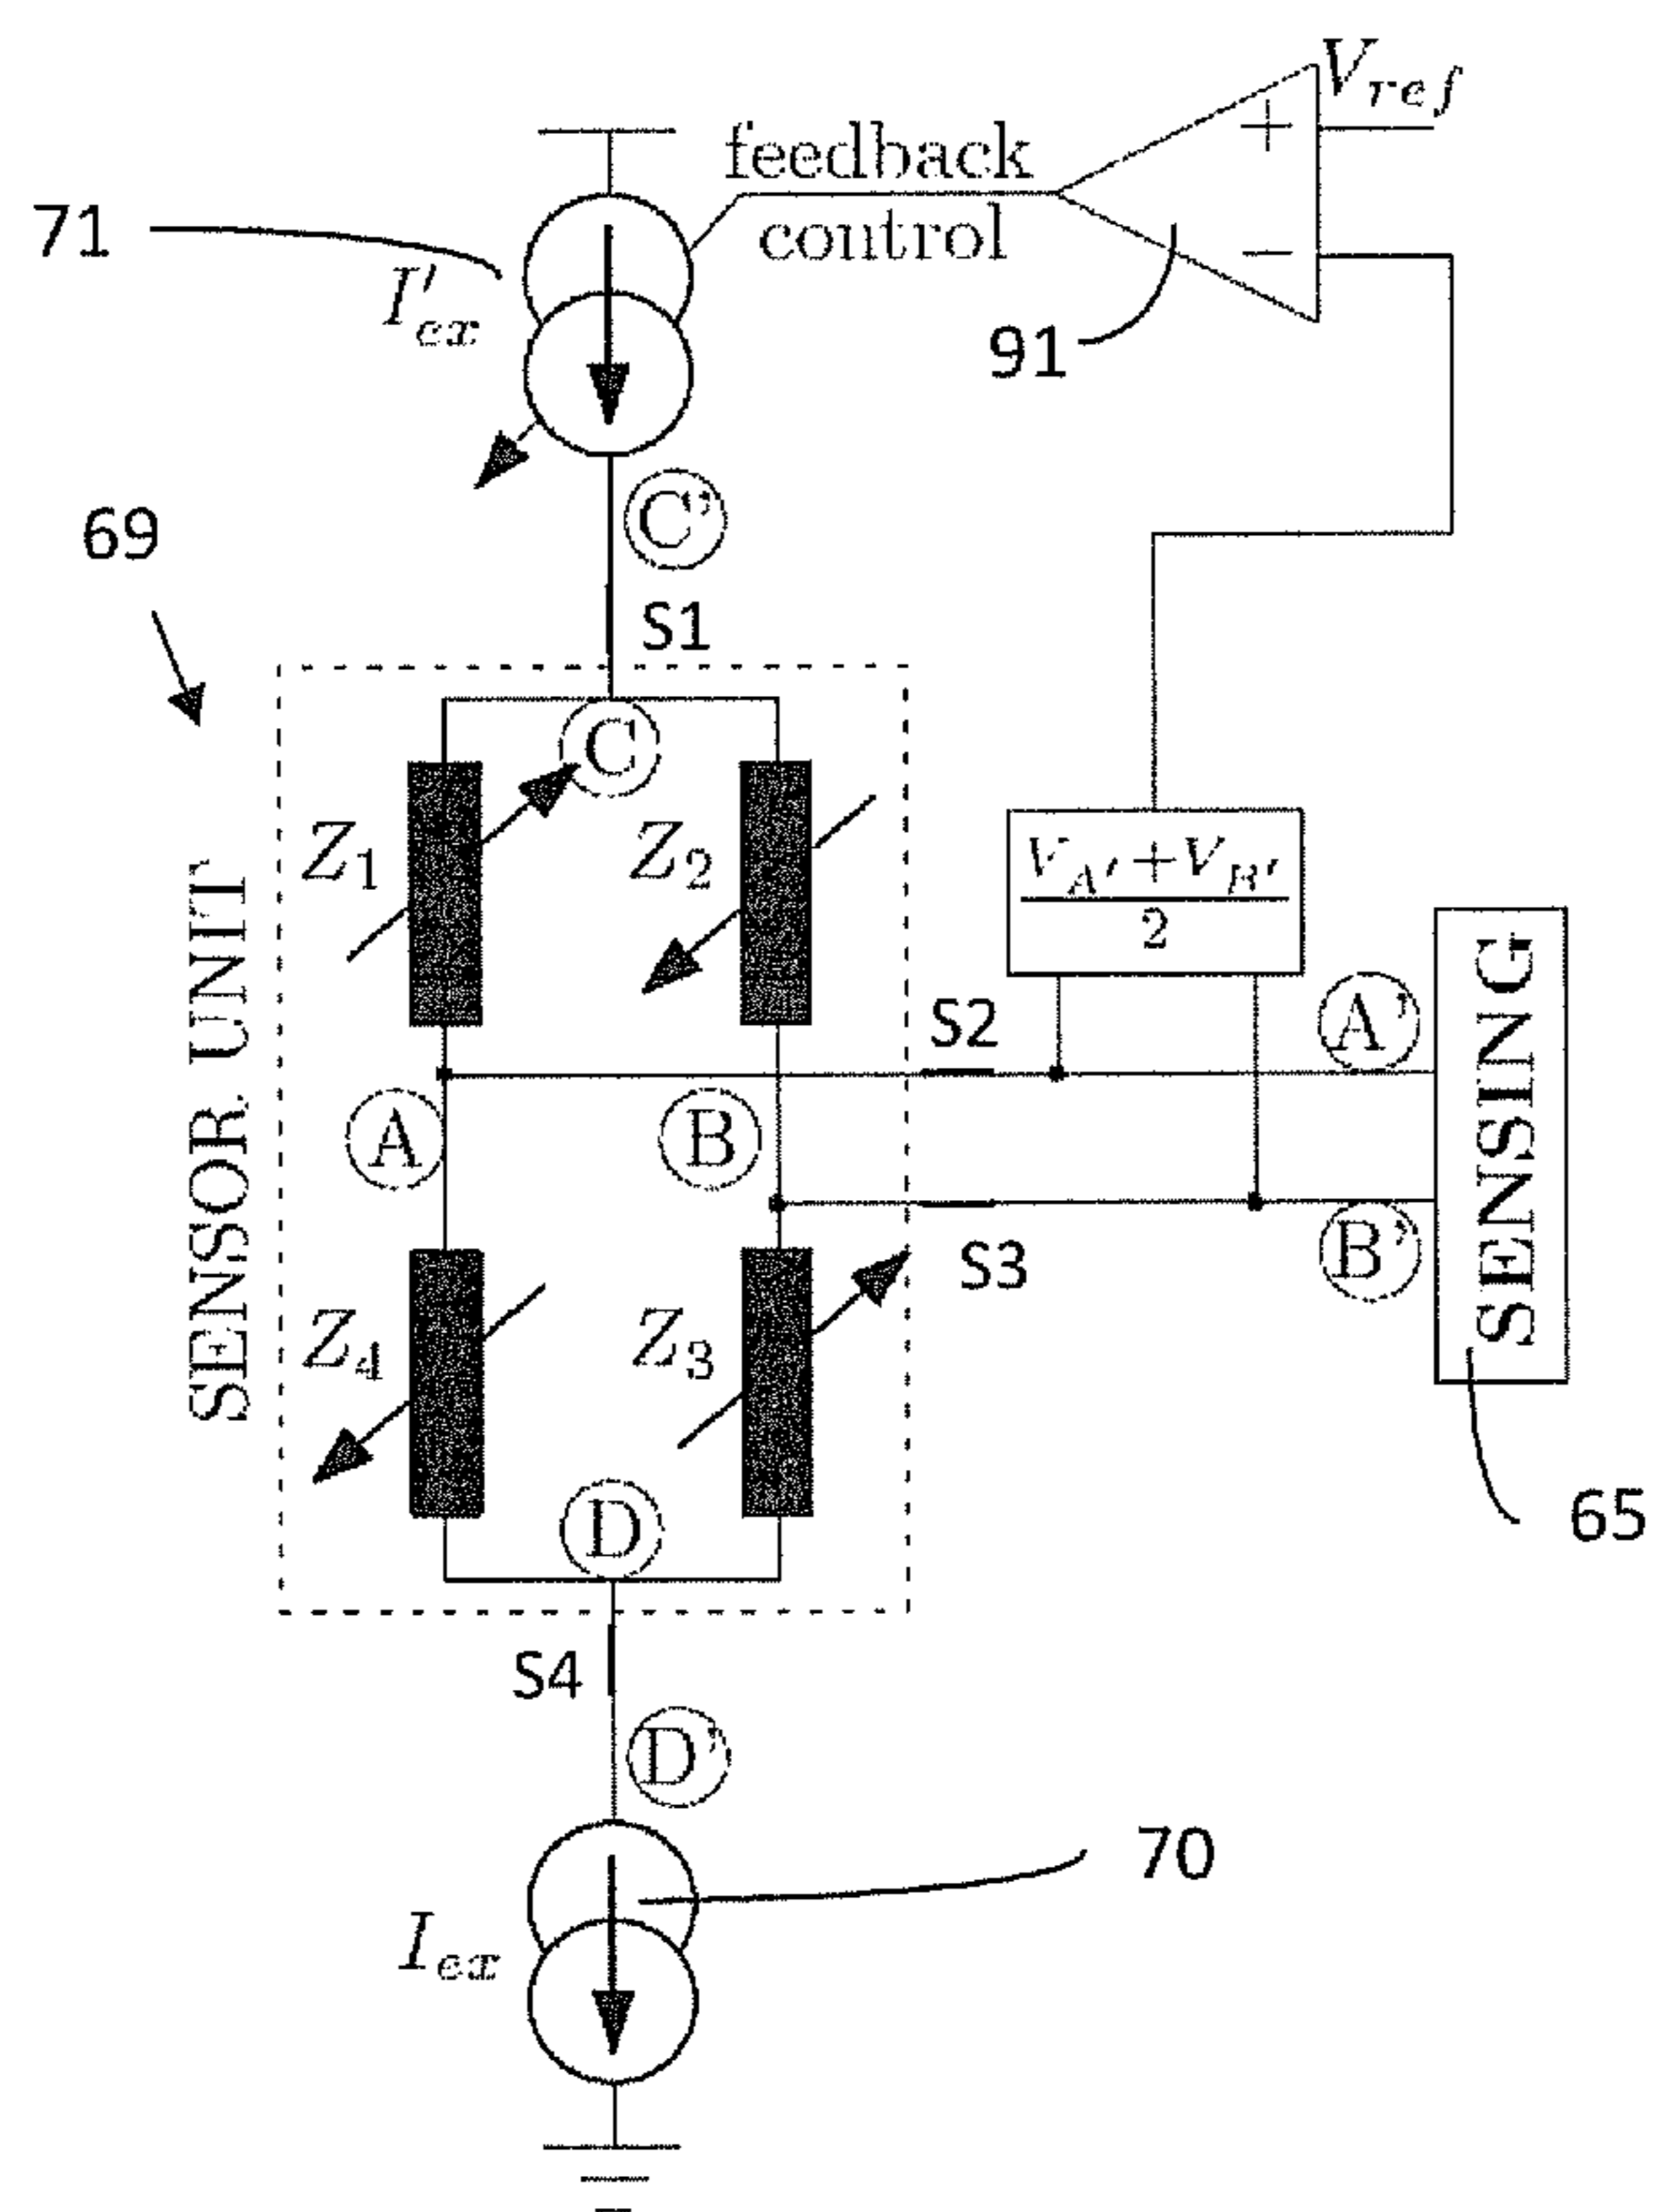 V_ref
+
feedback
control
−
71
I'_ex
91
C'
69
S1
C
Z_1
Z_2
V_A' + V_B'
2
SENSOR UNIT
SENSING
S2
A'
A
B
S3
B'
Z_4
Z_3
65
D
S4
D'
70
I_ex